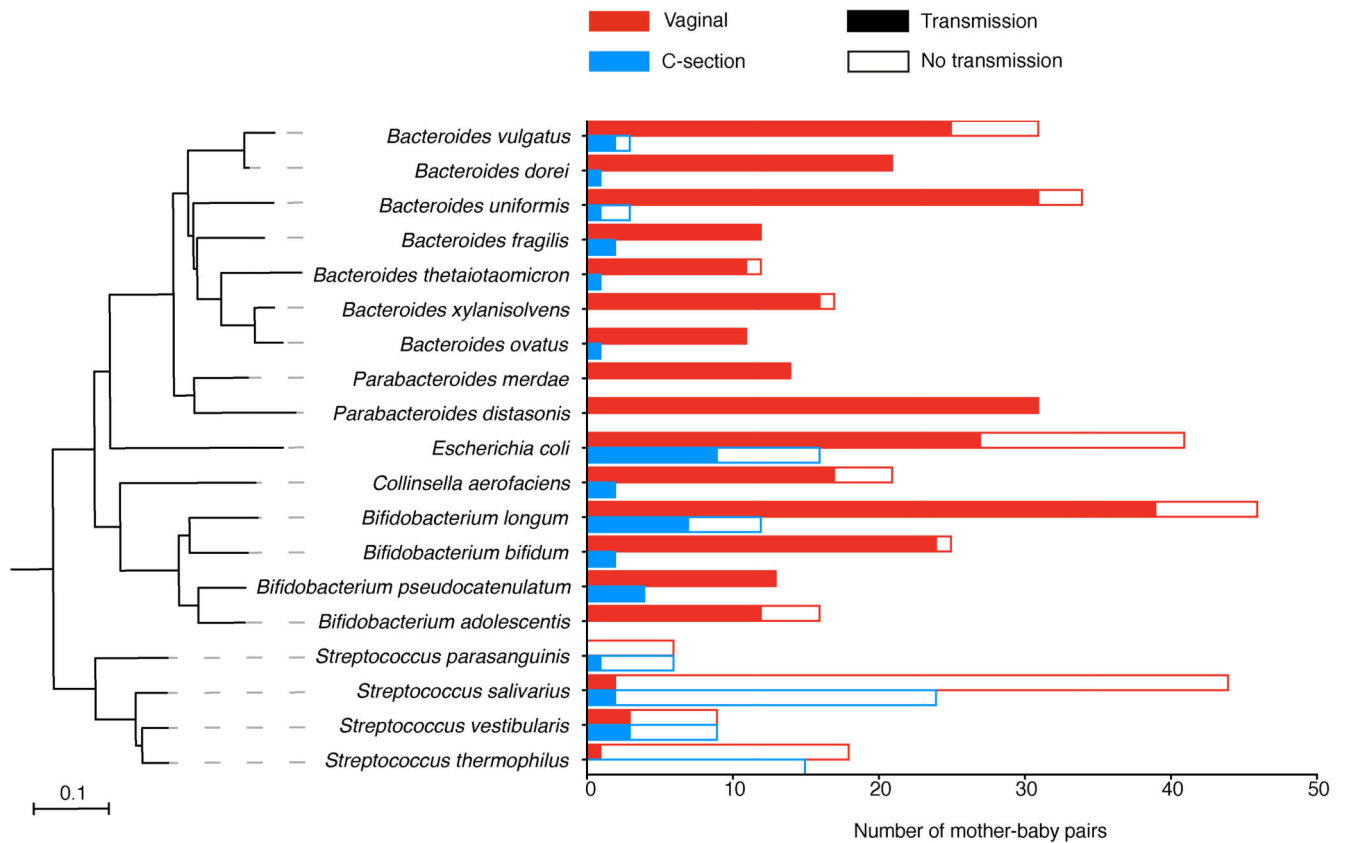 Vaginal
Transmission
C-section
No transmission
Bacteroides vulgatus
Bacteroides dorei
Bacteroides uniformis
Bacteroides fragilis
Bacteroides thetaiotaomicron
Bacteroides xylanisolvens
Bacteroides ovatus
Parabacteroides merdae
Parabacteroides distasonis
Escherichia coli
Collinsella aerofaciens
Bifidobacterium longum
Bifidobacterium bifidum
Bifidobacterium pseudocatenulatum
Bifidobacterium adolescentis
Streptococcus parasanguinis
Streptococcus salivarius
Streptococcus vestibularis
Streptococcus thermophilus
0.1
0 10 20 30 40 50
Number of mother-baby pairs